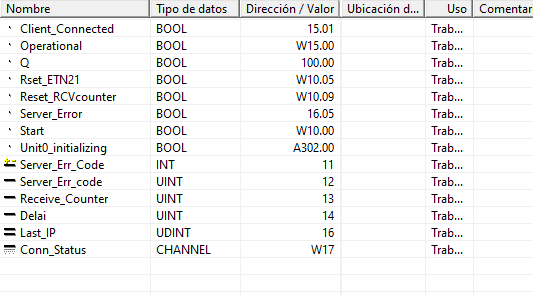 Nombre Tipo de datos Dirección / Valor Ubicación d... Uso Comentar
Client_Connected BOOL 15.01 Trab...
Operational BOOL W15.00 Trab...
Q BOOL 100.00 Trab...
Rset_ETN21 BOOL W10.05 Trab...
Reset_RCVcounter BOOL W10.09 Trab...
Server_Error BOOL 16.05 Trab...
Start BOOL W10.00 Trab...
Unit0_initializing BOOL A302.00 Trab...
Server_Err_Code INT 11 Trab...
Server_Err_code UINT 12 Trab...
Receive_Counter UINT 13 Trab...
Delai UINT 14 Trab...
Last_IP UDINT 16 Trab...
Conn_Status CHANNEL W17 Trab...